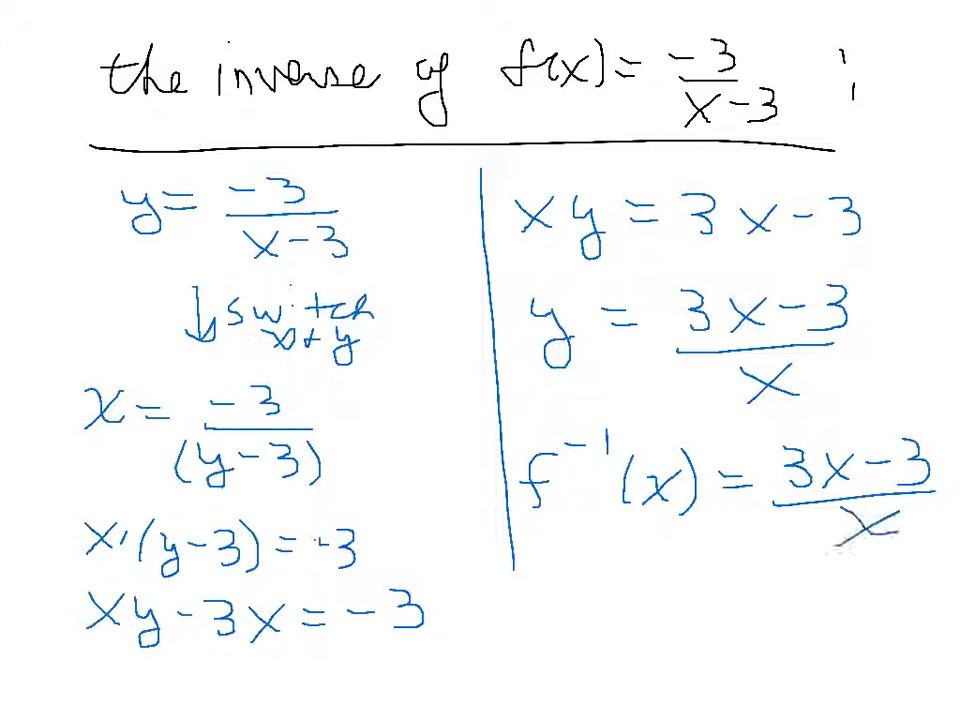 the inverse of f(x) = -3/(x-3) :
y = -3/(x-3)
↓ switch
x + y
x = -3/(y-3)
x·(y-3) = -3
xy - 3x = -3
xy = 3x - 3
y = (3x-3)/x
f⁻¹(x) = (3x-3)/x